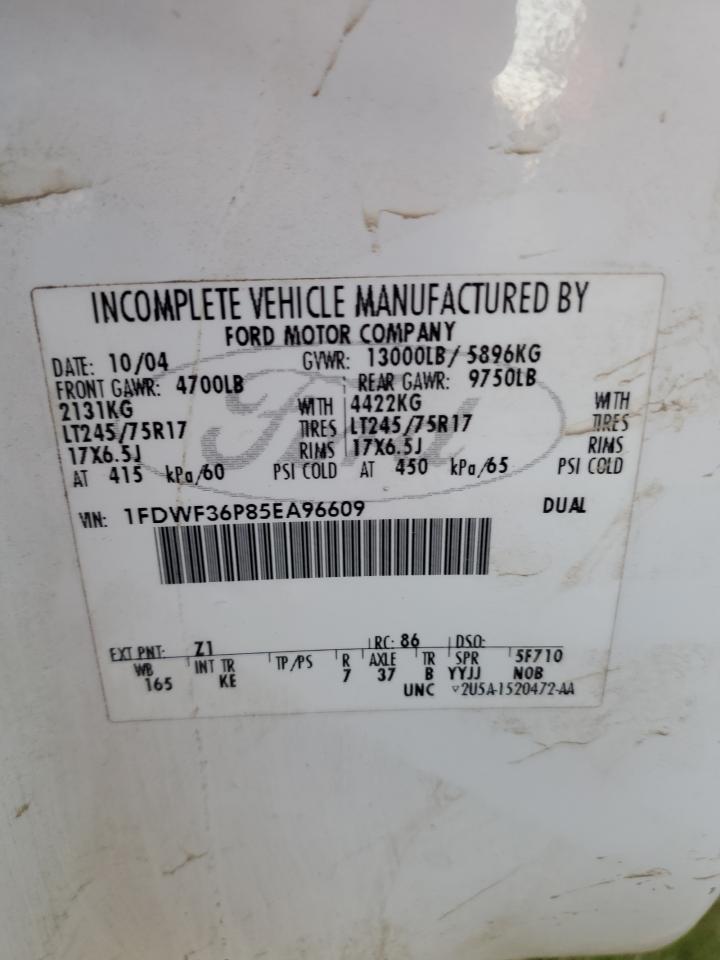 INCOMPLETE VEHICLE MANUFACTURED BY
FORD MOTOR COMPANY
DATE: 10/04 GVWR: 13000LB/ 5896KG
FRONT GAWR: 4700LB REAR GAWR: 9750LB
2131KG WITH 4422KG WITH
LT245/75R17 TIRES LT245/75R17 TIRES
17X6.5J RIMS 17X6.5J RIMS
AT 415 kPa/60 PSI COLD AT 450 kPa/65 PSI COLD
VIN: 1FDWF36P85EA96609 DUAL
EXT PNT: Z1 RC: 86 DSO:
WB INT TR TP/PS R AXLE TR SPR 5F710
165 KE 7 37 B YYJJ NOB
UNC 2U5A-1520472-AA
Ford